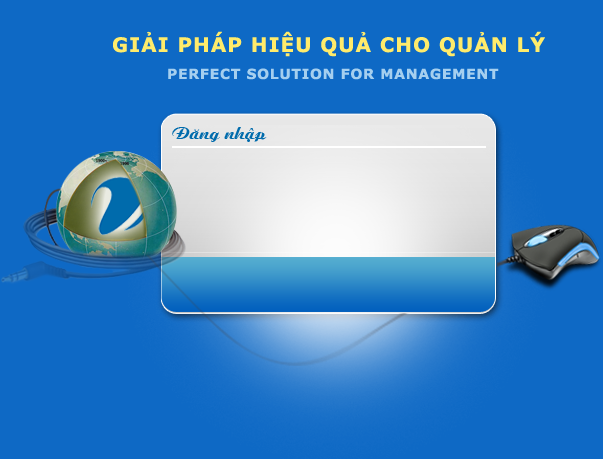 GIẢI PHÁP HIỆU QUẢ CHO QUẢN LÝ
PERFECT SOLUTION FOR MANAGEMENT
Đăng nhập